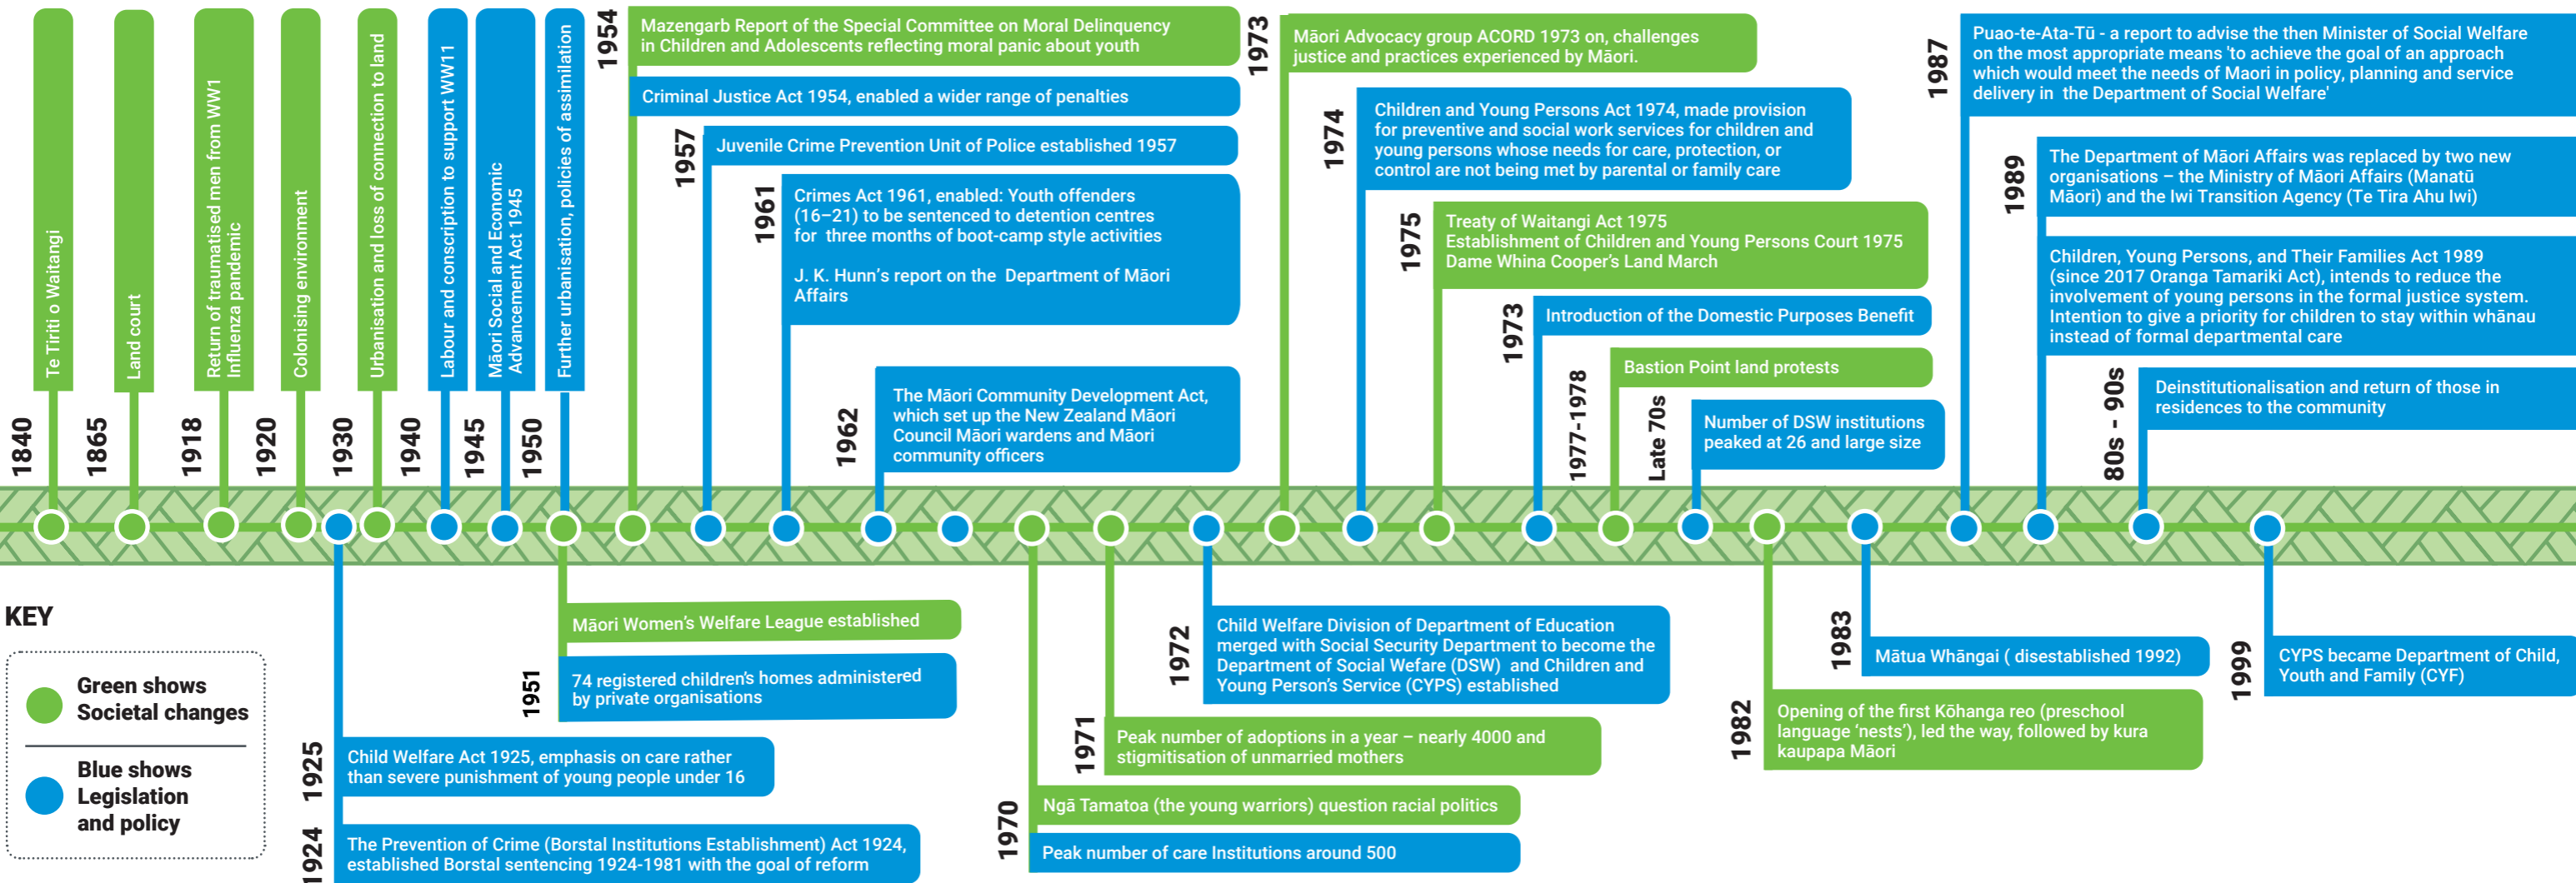 1840
Te Tiriti o Waitangi
1865
Land court
1918
Return of traumatised men from WW1
Influenza pandemic
1920
Colonising environment
1930
Urbanisation and loss of connection to land
1940
Labour and conscription to support WW11
1945
Māori Social and Economic
Advancement Act 1945
1950
Further urbanisation, policies of assimilation
1954
Mazengarb Report of the Special Committee on Moral Delinquency
in Children and Adolescents reflecting moral panic about youth
Criminal Justice Act 1954, enabled a wider range of penalties
1957
Juvenile Crime Prevention Unit of Police established 1957
1961
Crimes Act 1961, enabled: Youth offenders
(16–21) to be sentenced to detention centres
for three months of boot-camp style activities
J. K. Hunn's report on the Department of Māori
Affairs
1962
The Māori Community Development Act,
which set up the New Zealand Māori
Council Māori wardens and Māori
community officers
1973
Māori Advocacy group ACORD 1973 on, challenges
justice and practices experienced by Māori.
1974
Children and Young Persons Act 1974, made provision
for preventive and social work services for children and
young persons whose needs for care, protection, or
control are not being met by parental or family care
1975
Treaty of Waitangi Act 1975
Establishment of Children and Young Persons Court 1975
Dame Whina Cooper's Land March
1973
Introduction of the Domestic Purposes Benefit
1977-1978
Bastion Point land protests
Late 70s
Number of DSW institutions
peaked at 26 and large size
1987
Puao-te-Ata-Tū - a report to advise the then Minister of Social Welfare
on the most appropriate means 'to achieve the goal of an approach
which would meet the needs of Maori in policy, planning and service
delivery in the Department of Social Welfare'
1989
The Department of Māori Affairs was replaced by two new
organisations – the Ministry of Māori Affairs (Manatū
Māori) and the Iwi Transition Agency (Te Tira Ahu Iwi)
Children, Young Persons, and Their Families Act 1989
(since 2017 Oranga Tamariki Act), intends to reduce the
involvement of young persons in the formal justice system.
Intention to give a priority for children to stay within whānau
instead of formal departmental care
80s - 90s
Deinstitutionalisation and return of those in
residences to the community
KEY
Green shows
Societal changes
Blue shows
Legislation
and policy
1925
Child Welfare Act 1925, emphasis on care rather
than severe punishment of young people under 16
1924
The Prevention of Crime (Borstal Institutions Establishment) Act 1924,
established Borstal sentencing 1924-1981 with the goal of reform
Māori Women's Welfare League established
1951
74 registered children's homes administered
by private organisations
1970
Ngā Tamatoa (the young warriors) question racial politics
Peak number of care Institutions around 500
1971
Peak number of adoptions in a year – nearly 4000 and
stigmitisation of unmarried mothers
1972
Child Welfare Division of Department of Education
merged with Social Security Department to become the
Department of Social Wefare (DSW) and Children and
Young Person's Service (CYPS) established
1982
Opening of the first Kōhanga reo (preschool
language 'nests'), led the way, followed by kura
kaupapa Māori
1983
Mātua Whāngai ( disestablished 1992)
1999
CYPS became Department of Child,
Youth and Family (CYF)